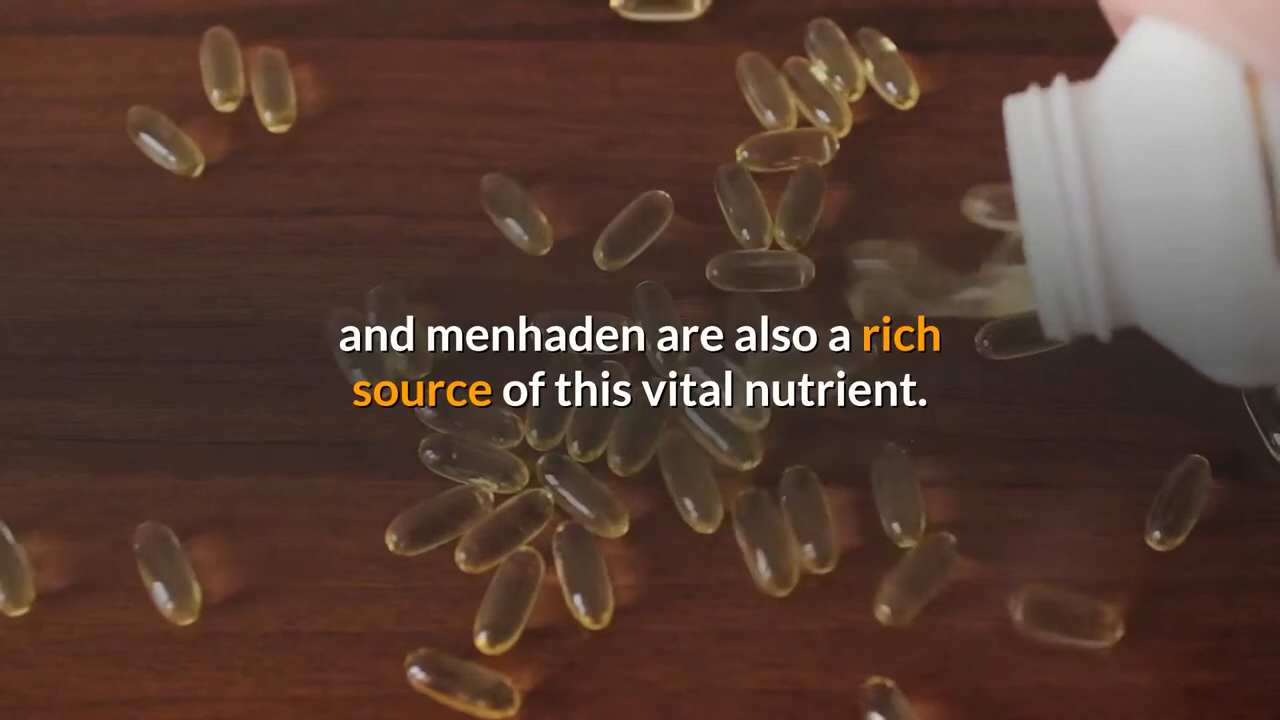 and menhaden are also a rich
source of this vital nutrient.